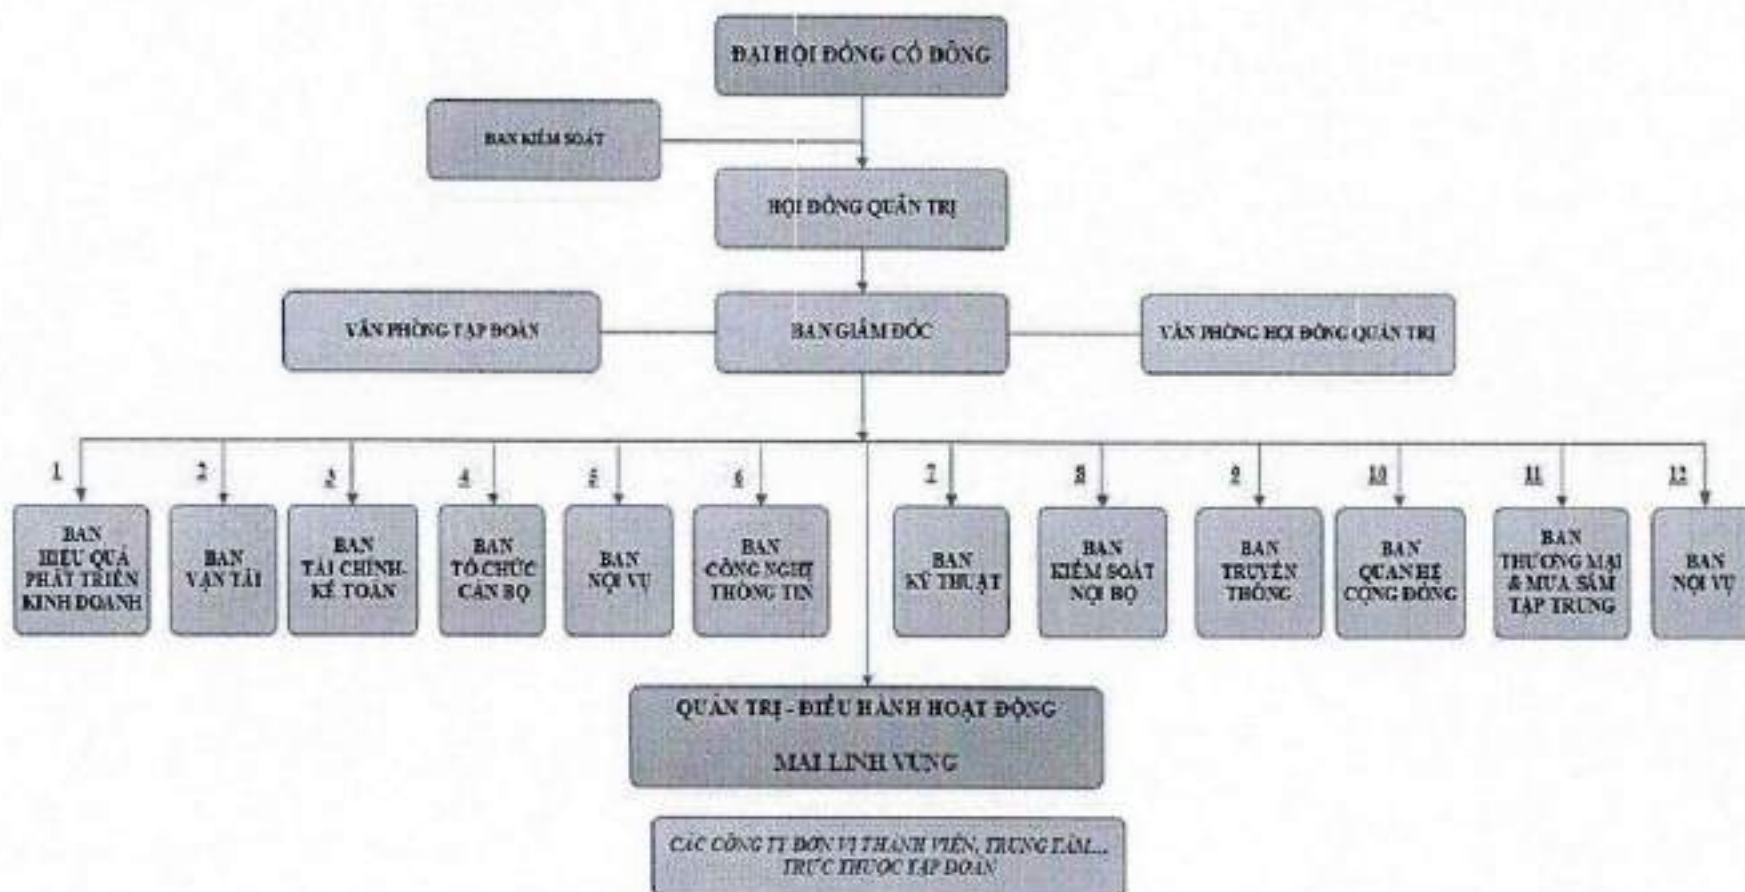 ĐẠI HỘI ĐỒNG CỔ ĐÔNG
BAN KIỂM SOÁT
HỘI ĐỒNG QUẢN TRỊ
VĂN PHÒNG TẬP ĐOÀN
BAN GIÁM ĐỐC
VĂN PHÒNG HỘI ĐỒNG QUẢN TRỊ
1
2
3
4
5
6
7
8
9
10
11
12
BAN
HIỆU QUẢ
PHÁT TRIỂN
KINH DOANH
BAN
VẬN TẢI
BAN
TÀI CHÍNH-
KẾ TOÁN
BAN
TỔ CHỨC
CÁN BỘ
BAN
NỘI VỤ
BAN
CÔNG NGHỆ
THÔNG TIN
BAN
KỸ THUẬT
BAN
KIỂM SOÁT
NỘI BỘ
BAN
TRUYỀN
THÔNG
BAN
QUAN HỆ
CỘNG ĐỒNG
BAN
THƯƠNG MẠI
& MUA SẮM
TẬP TRUNG
BAN
NỘI VỤ
QUẢN TRỊ - ĐIỀU HÀNH HOẠT ĐỘNG
MAI LINH VÙNG
CÁC CÔNG TY ĐƠN VỊ THÀNH VIÊN, TRUNG TÂM...
TRỰC THUỘC TẬP ĐOÀN